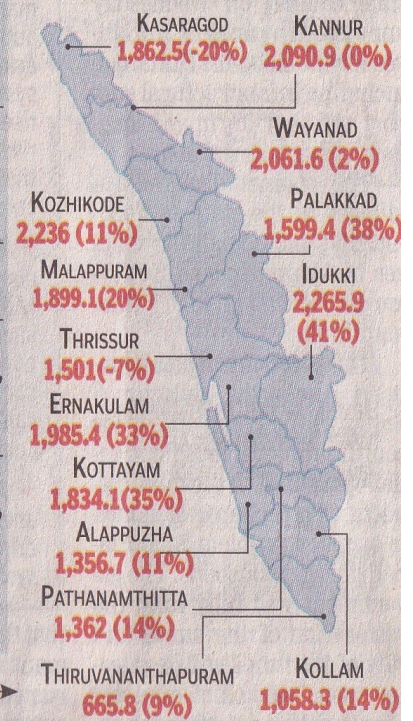 KASARAGOD
1,862.5(-20%)
KANNUR
2,090.9 (0%)
WAYANAD
2,061.6 (2%)
KOZHIKODE
2,236 (11%)
PALAKKAD
1,599.4 (38%)
MALAPPURAM
1,899.1(20%)
IDUKKI
2,265.9
(41%)
THRISSUR
1,501(-7%)
ERNAKULAM
1,985.4 (33%)
KOTTAYAM
1,834.1(35%)
ALAPPUZHA
1,356.7 (11%)
PATHANAMTHITTA
1,362 (14%)
THIRUVANANTHAPURAM
665.8 (9%)
KOLLAM
1,058.3 (14%)